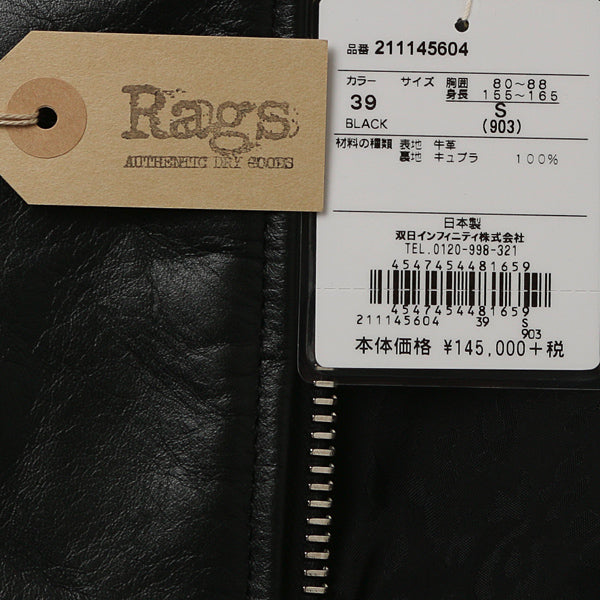 Rags
AUTHENTIC DRY GOODS
品番 211145604
カラー サイズ 胸囲 80~88
身長 155~165
39 S
BLACK (903)
材料の種類 表地 牛革
裏地 キュプラ 100%
日本製
双日インフィニティ株式会社
TEL.0120-998-321
4547454481659
4547454481659
211145604 39 S
903
本体価格 ¥145,000+税